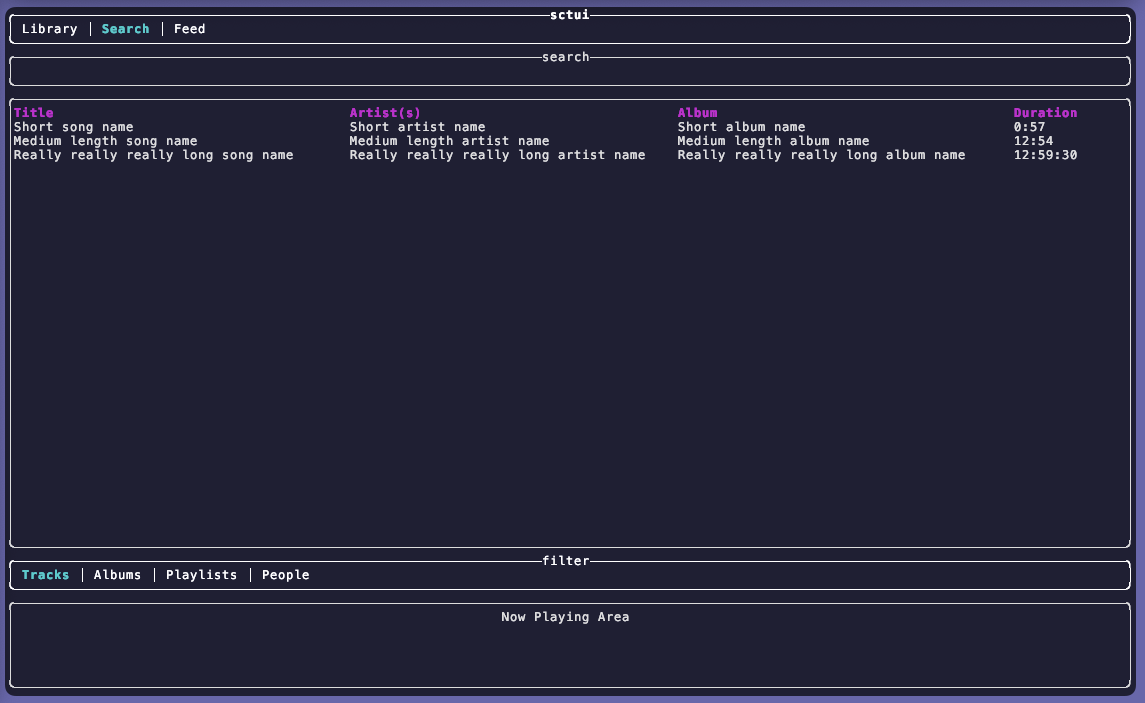 sctui
Library | Search | Feed
search
Title Artist(s) Album Duration
Short song name Short artist name Short album name 0:57
Medium length song name Medium length artist name Medium length album name 12:54
Really really really long song name Really really really long artist name Really really really long album name 12:59:30
filter
Tracks | Albums | Playlists | People
Now Playing Area